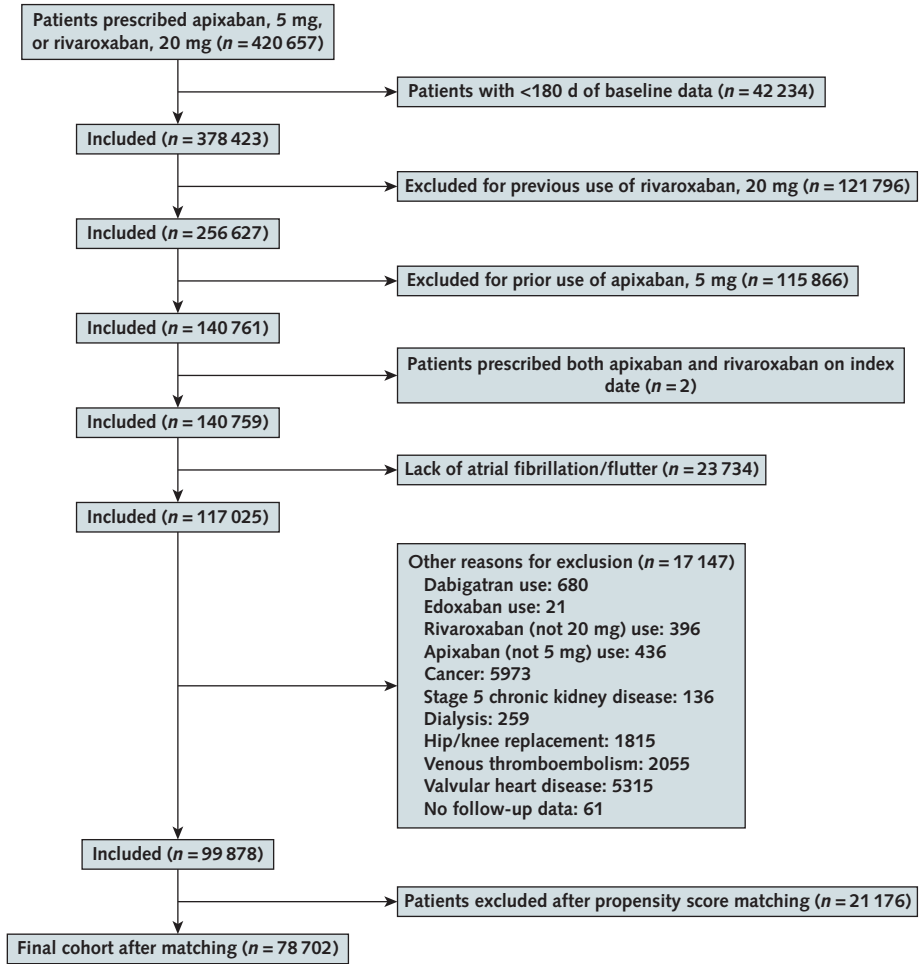 Patients prescribed apixaban, 5 mg,
or rivaroxaban, 20 mg (n = 420 657)
Patients with <180 d of baseline data (n = 42 234)
Included (n = 378 423)
Excluded for previous use of rivaroxaban, 20 mg (n = 121 796)
Included (n = 256 627)
Excluded for prior use of apixaban, 5 mg (n = 115 866)
Included (n = 140 761)
Patients prescribed both apixaban and rivaroxaban on index
date (n = 2)
Included (n = 140 759)
Lack of atrial fibrillation/flutter (n = 23 734)
Included (n = 117 025)
Other reasons for exclusion (n = 17 147)
Dabigatran use: 680
Edoxaban use: 21
Rivaroxaban (not 20 mg) use: 396
Apixaban (not 5 mg) use: 436
Cancer: 5973
Stage 5 chronic kidney disease: 136
Dialysis: 259
Hip/knee replacement: 1815
Venous thromboembolism: 2055
Valvular heart disease: 5315
No follow-up data: 61
Included (n = 99 878)
Patients excluded after propensity score matching (n = 21 176)
Final cohort after matching (n = 78 702)